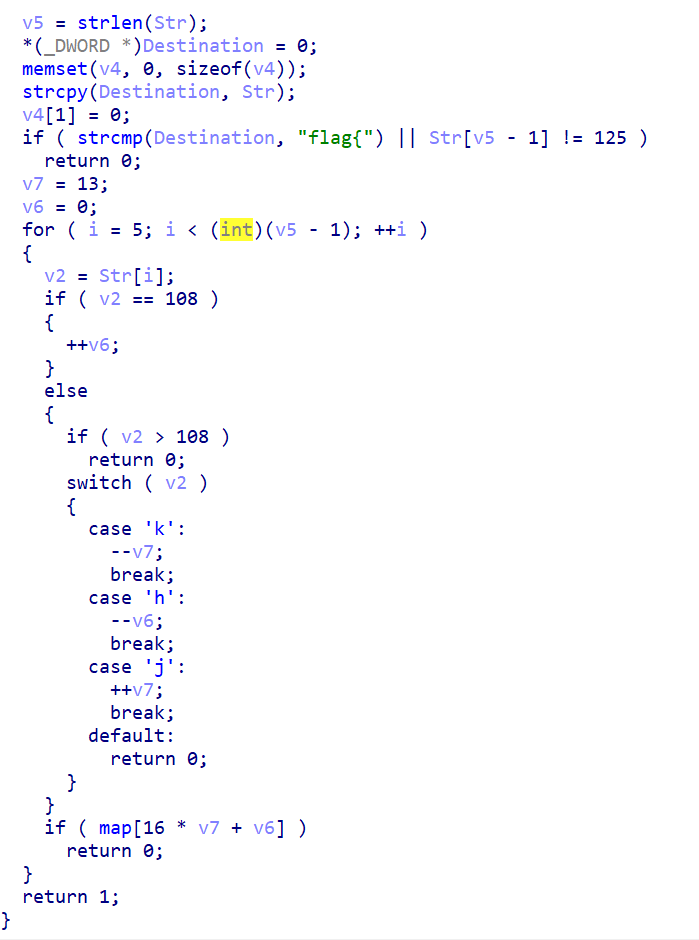 v5 = strlen(Str);
*(_DWORD *)Destination = 0;
memset(v4, 0, sizeof(v4));
strcpy(Destination, Str);
v4[1] = 0;
if ( strcmp(Destination, "flag{") || Str[v5 - 1] != 125 )
return 0;
v7 = 13;
v6 = 0;
for ( i = 5; i < (int)(v5 - 1); ++i )
{
v2 = Str[i];
if ( v2 == 108 )
{
++v6;
}
else
{
if ( v2 > 108 )
return 0;
switch ( v2 )
{
case 'k':
--v7;
break;
case 'h':
--v6;
break;
case 'j':
++v7;
break;
default:
return 0;
}
}
if ( map[16 * v7 + v6] )
return 0;
}
return 1;
}